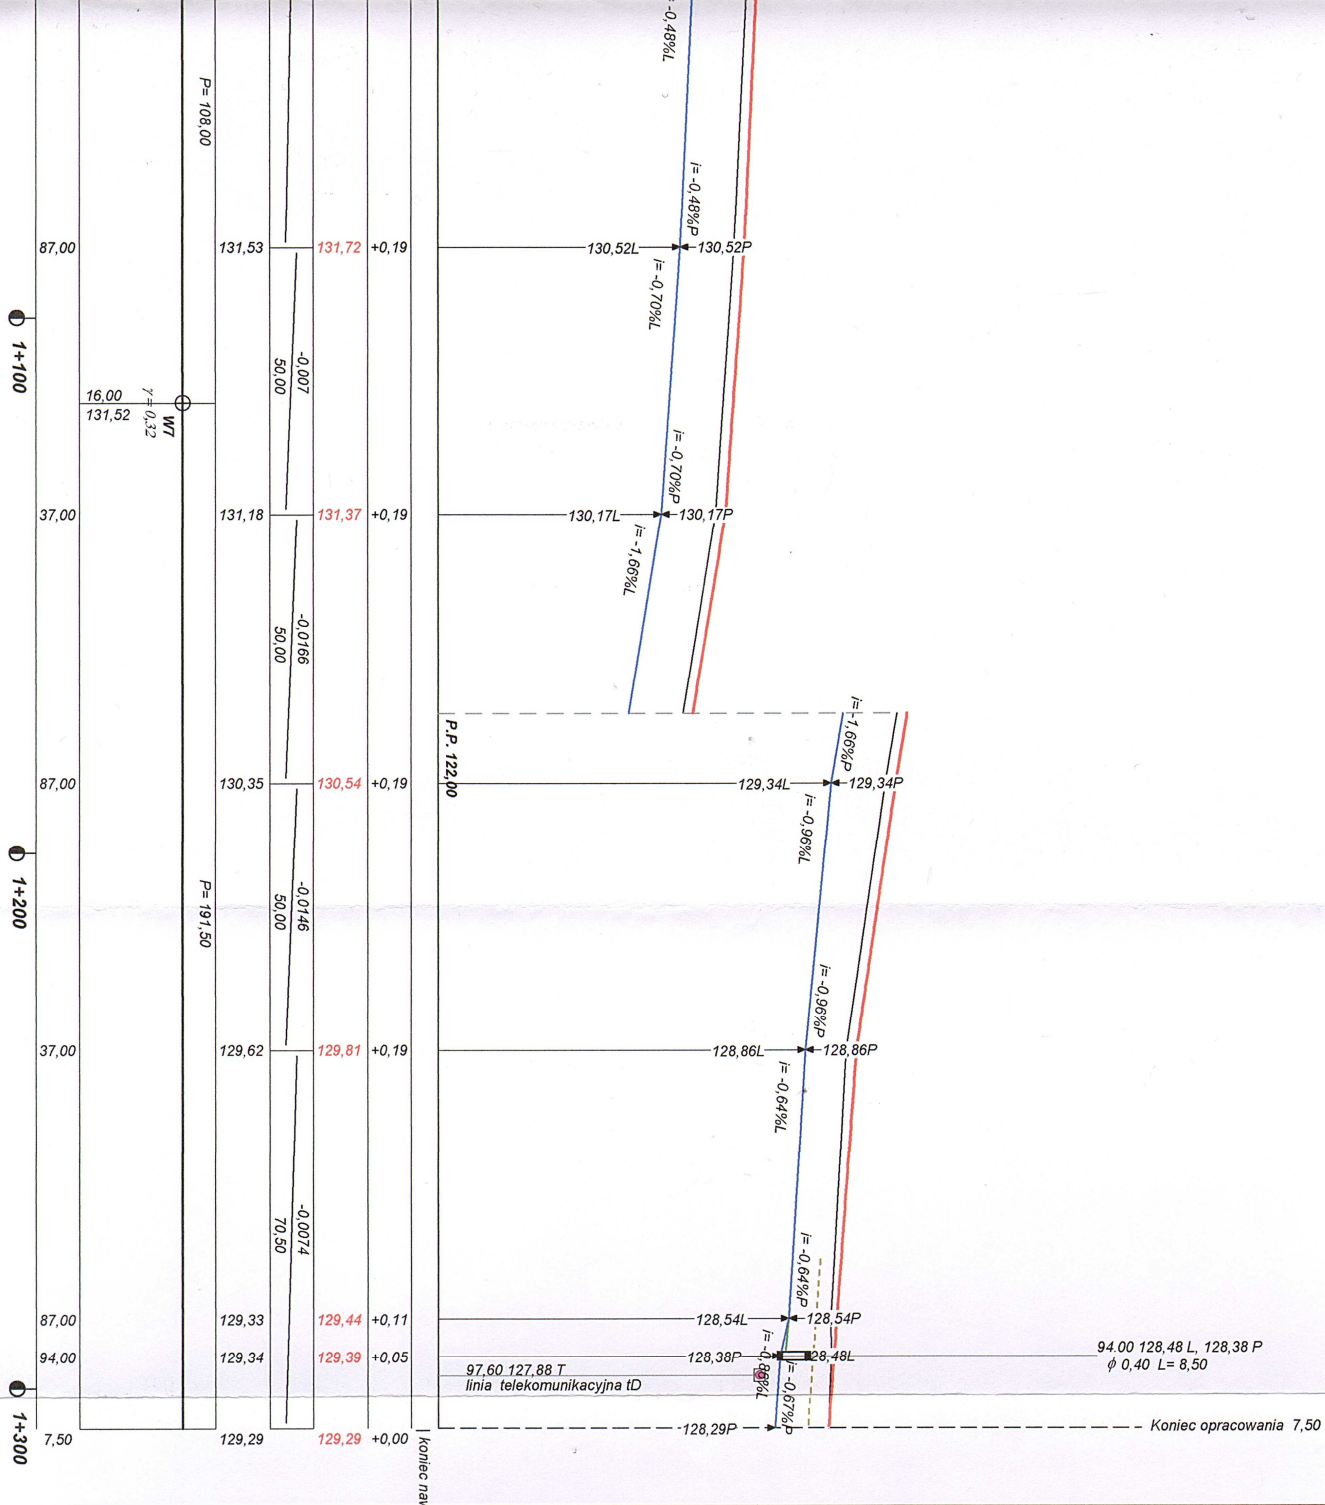 i= -0,48%L
P= 108,00
i= -0,48%P
87,00
131,53
131,72
+0,19
130,52L
130,52P
i= -0,70%L
1+100
-0,007
50,00
16,00
131,52
γ = 0,32
W7
i= -0,70%P
37,00
131,18
131,37
+0,19
130,17L
130,17P
i= -1,66%L
-0,0166
50,00
P.P. 122,00
i= -1,66%P
87,00
130,35
130,54
+0,19
129,34L
129,34P
i= -0,96%L
1+200
P= 191,50
-0,0146
50,00
i= -0,96%P
37,00
129,62
129,81
+0,19
128,86L
128,86P
i= -0,64%L
-0,0074
70,50
i= -0,64%P
87,00
129,33
129,44
+0,11
128,54L
128,54P
94,00
129,34
129,39
+0,05
128,38P
28,48L
94.00 128,48 L, 128,38 P
ϕ 0,40 L= 8,50
97,60 127,88 T
linia telekomunikacyjna tD
i= -0,67%P
1+300
7,50
129,29
129,29
+0,00
koniec naw
128,29P
Koniec opracowania 7,50